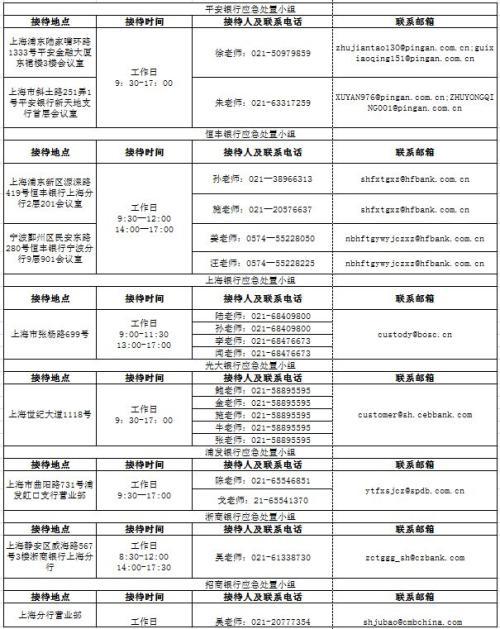 平安银行应急处置小组
接待地点 接待时间 接待人及联系电话 联系邮箱
上海浦东陆家嘴环路
1333号平安金融大厦
东裙楼3楼会议室
工作日
9：30-17：00
徐老师：021-50979859
zhujiantao130@pingan.com.cn;guix
iaoqing151@pingan.com.cn
上海市斜土路251弄1
号平安银行新天地支
行首层会议室
朱老师：021-63317259
XUYAN976@pingan.com.cn;ZHUYONGQI
NG001@pingan.com.cn
恒丰银行应急处置小组
接待地点 接待时间 接待人及联系电话 联系邮箱
上海浦东新区源深路
419号恒丰银行上海分
行2层201会议室
工作日
9:30—12:00
14:00—17:00
孙老师：021—38966313 shfxtgxz@hfbank.com.cn
施老师：021—20576637 shfxtgxz@hfbank.com.cn
宁波鄞州区民安东路
280号恒丰银行宁波分
行9层901会议室
姜老师：0574—55228050 nbhftgywyjczxz@hfbank.com.cn
汪老师：0574—55228225 nbhftgywyjczxz@hfbank.com.cn
上海银行应急处置小组
接待地点 接待时间 接待人及联系电话 联系邮箱
上海市张杨路699号
工作日
9:00-11:30
13:00-17:00
陆老师：021-68409800
孙老师：021-68409800
李老师：021-68476673
闻老师：021-68476673
custody@bosc.cn
光大银行应急处置小组
接待地点 接待时间 接待人及联系电话 联系邮箱
上海世纪大道1118号
工作日
9：30-17：00
鲍老师：021-58895595
金老师：021-58895595
施老师：021-58895595
牛老师：021-58895595
张老师：021-58895595
customer@sh.cebbank.com
浦发银行应急处置小组
接待地点 接待时间 接待人及联系电话 联系邮箱
上海市曲阳路731号浦
发虹口支行营业部
工作日
9:30—17:00
陈老师：021-65546851
戈老师：21-65541370
ytfxsjcz@spdb.com.cn
浙商银行应急处置小组
接待地点 接待时间 接待人及联系电话 联系邮箱
上海静安区威海路567
号3楼浙商银行上海分
行
工作日
8:30-12:00
14:00-17:30
吴老师：021-61338730
zctggg_sh@czbank.com
招商银行应急处置小组
接待地点 接待时间 接待人及联系电话 联系邮箱
上海分行营业部
工作日
吴老师：021-20777354
shjubao@cmbchina.com